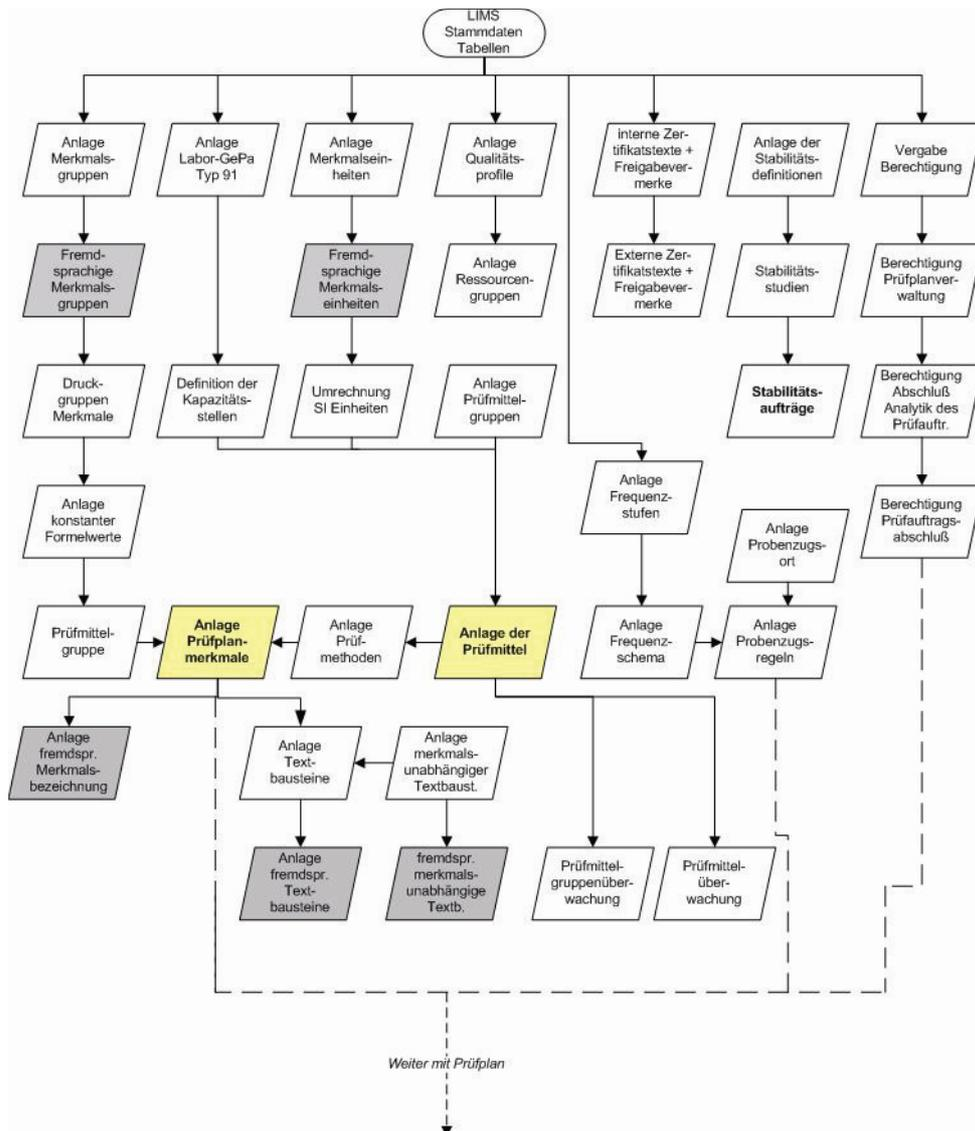 LIMS
Stammdaten
Tabellen
Anlage
Merkmals-
gruppen
Anlage
Labor-GePa
Typ 91
Anlage
Merkmalsein-
heiten
Anlage
Qualitäts-
profile
interne Zer-
tifikatstexte +
Freigabever-
merke
Anlage der
Stabilitäts-
definitionen
Vergabe
Berechtigung
Fremd-
sprachige
Merkmals-
gruppen
Fremd-
sprachige
Merkmals-
einheiten
Anlage
Ressourcen-
gruppen
Externe Zer-
tifikatstexte +
Freigabever-
merke
Stabilitäts-
studien
Berechtigung
Prüfplanver-
waltung
Druck-
gruppen
Merkmale
Definition der
Kapazitäts-
stellen
Umrechnung
SI Einheiten
Anlage
Prüfmittel-
gruppen
Stabilitäts-
aufträge
Berechtigung
Abschluß
Analytik des
Prüfauftr.
Anlage
konstanter
Formelwerte
Anlage
Frequenz-
stufen
Anlage
Probenzugs-
ort
Berechtigung
Prüfauftrags-
abschluß
Prüfmittel-
gruppe
Anlage
Prüfplan-
merkmale
Anlage
Prüf-
methoden
Anlage der
Prüfmittel
Anlage
Frequenz-
schema
Anlage
Probenzugs-
regeln
Anlage
fremdspr.
Merkmals-
bezeichnung
Anlage
Text-
bausteine
Anlage
merkmals-
unabhängiger
Textbaust.
Anlage
fremdspr.
Text-
bausteine
fremdspr.
merkmals-
unabhängige
Textb.
Prüfmittel-
gruppenüber-
wachung
Prüfmittel-
über-
wachung
Weiter mit Prüfplan